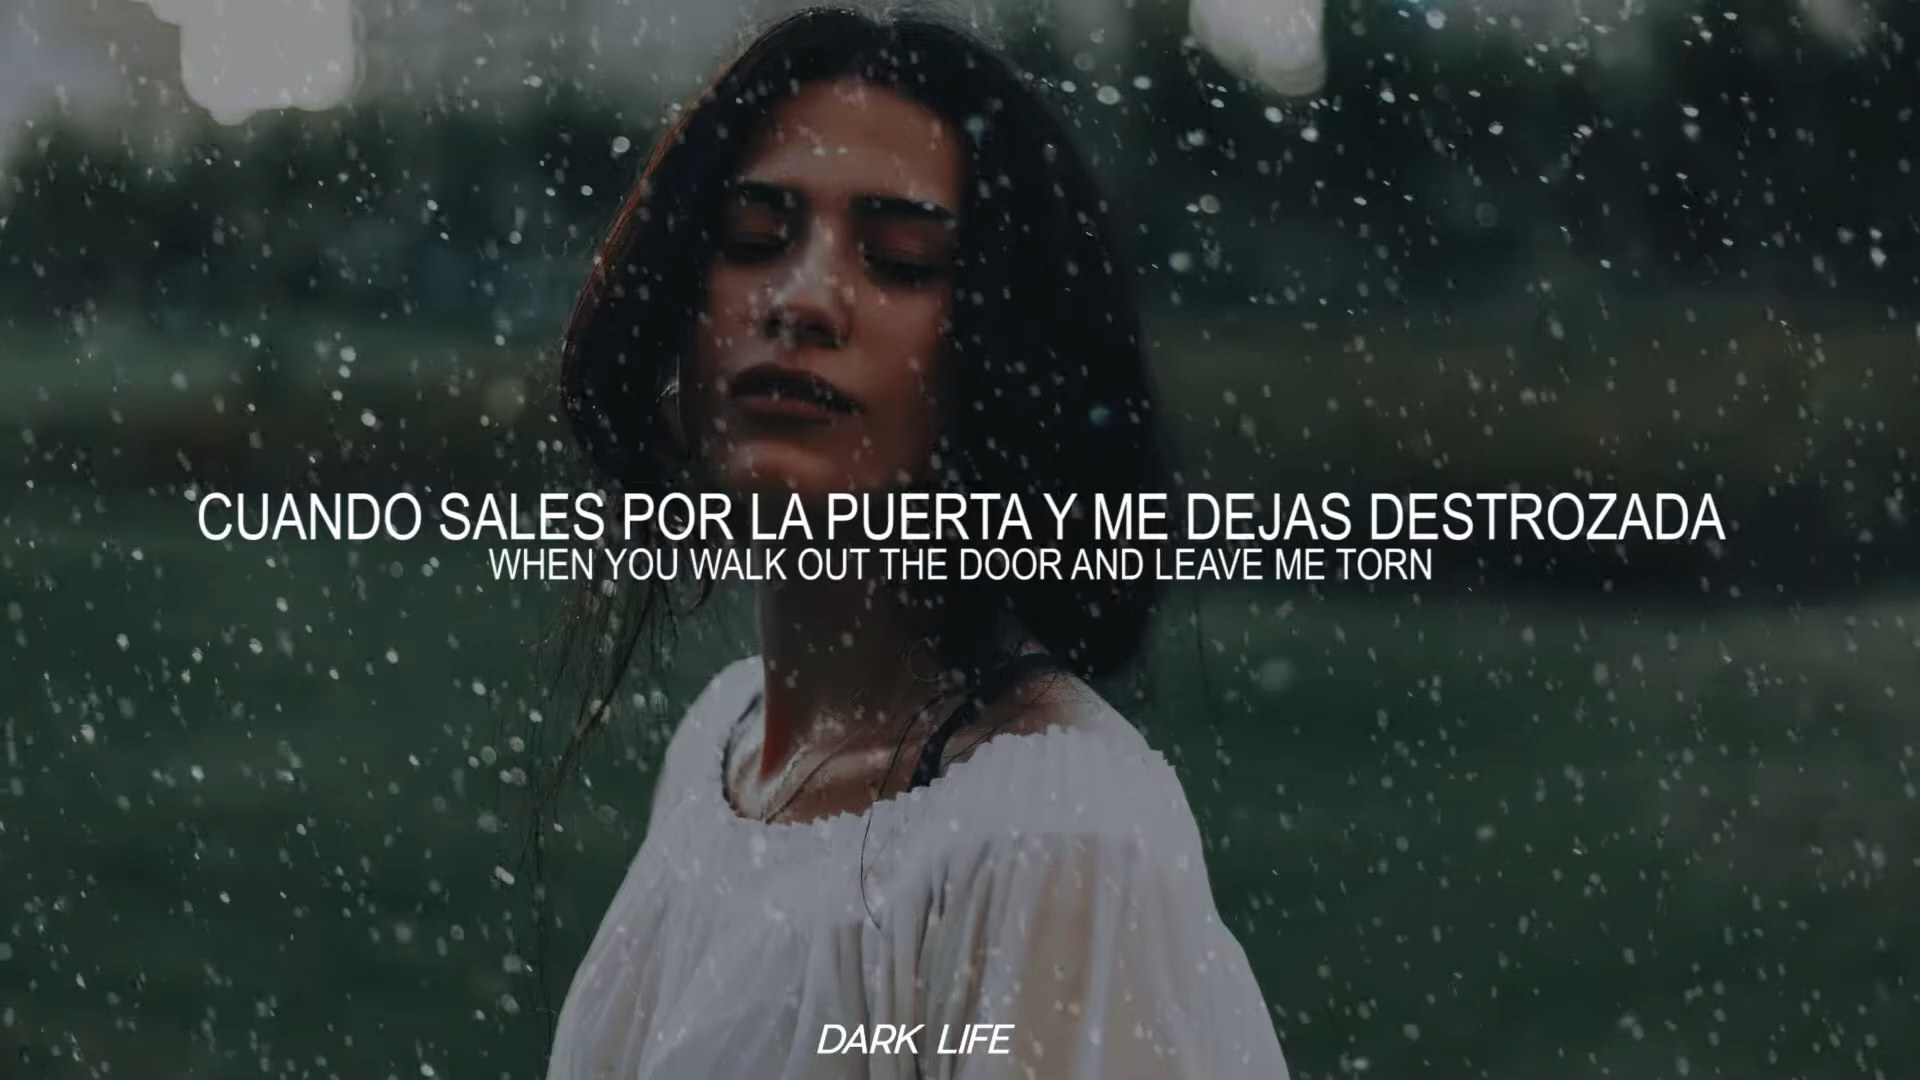 CUANDO SALES POR LA PUERTA Y ME DEJAS DESTROZADA
WHEN YOU WALK OUT THE DOOR AND LEAVE ME TORN
DARK LIFE